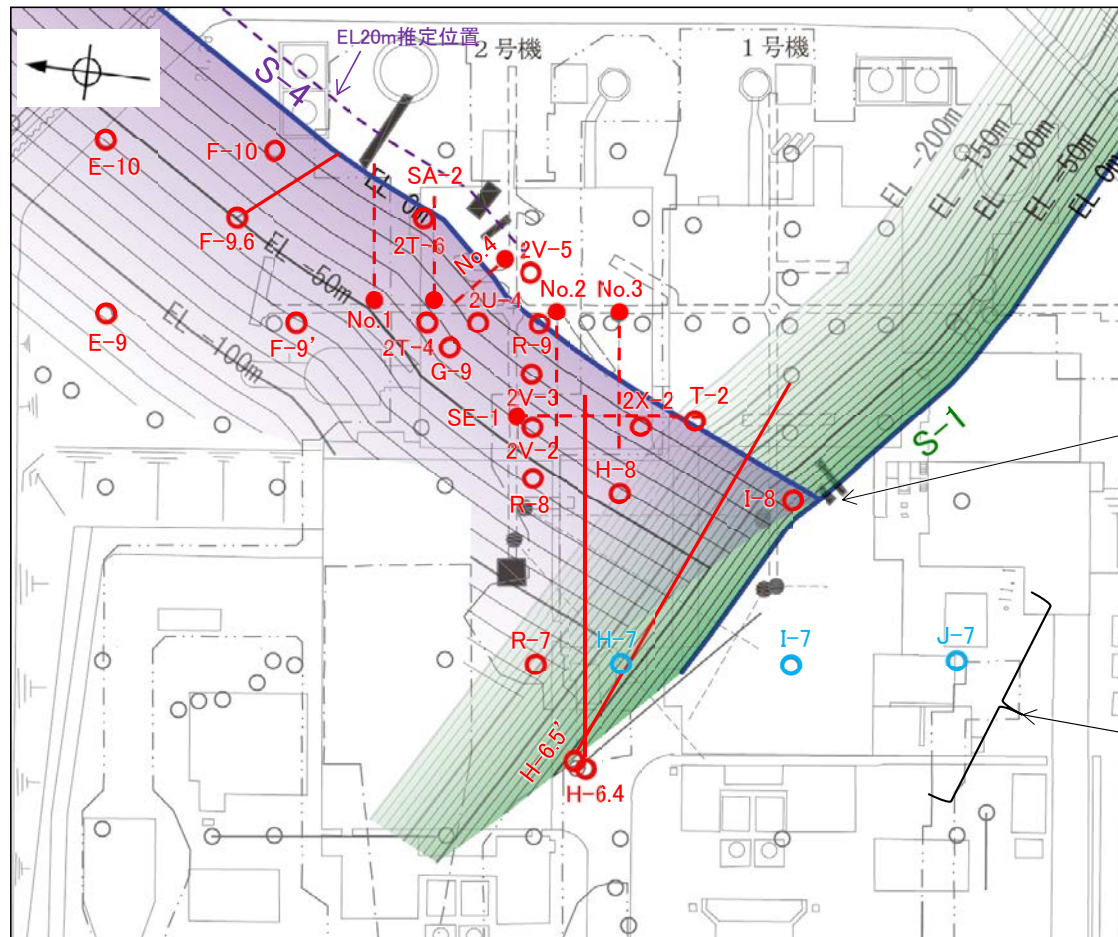 EL20m推定位置
2号機
1号機
S-4
E-10
F-10
SA-2
EL 0m
F-9.6
2T-6
No.4
2V-5
EL -50m
No.1
2U-4
No.2
No.3
E-9
F-9'
2T-4
R-9
G-9
EL -100m
2V-3
SE-1
2X-2
T-2
2V-2
H-8
R-8
I-8
EL -200m
EL -150m
EL -100m
EL -50m
EL 0m
S-1
R-7
H-7
I-7
J-7
H-6.5'
H-6.4